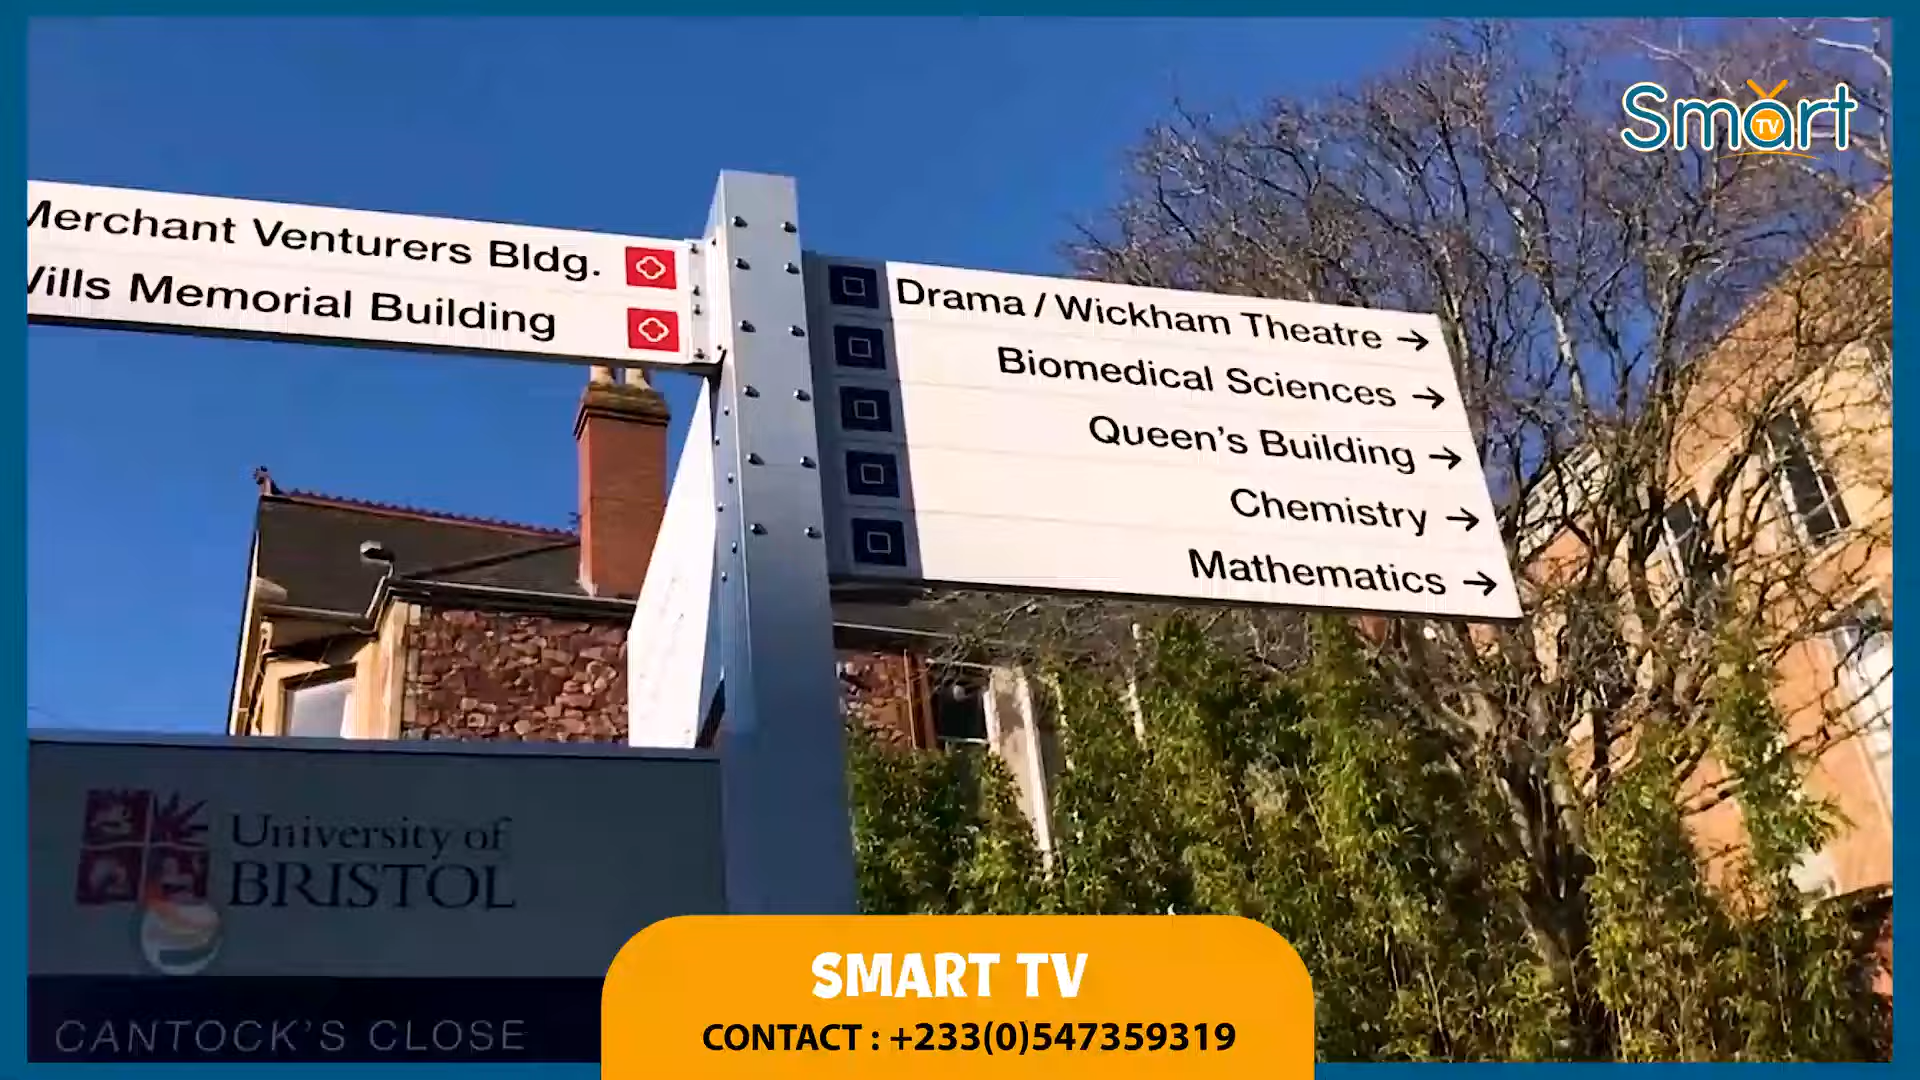 Smart
TV
Merchant Venturers Bldg.
Wills Memorial Building
Drama / Wickham Theatre →
Biomedical Sciences →
Queen's Building →
Chemistry →
Mathematics →
University of
BRISTOL
CANTOCK'S CLOSE
SMART TV
CONTACT : +233(0)547359319